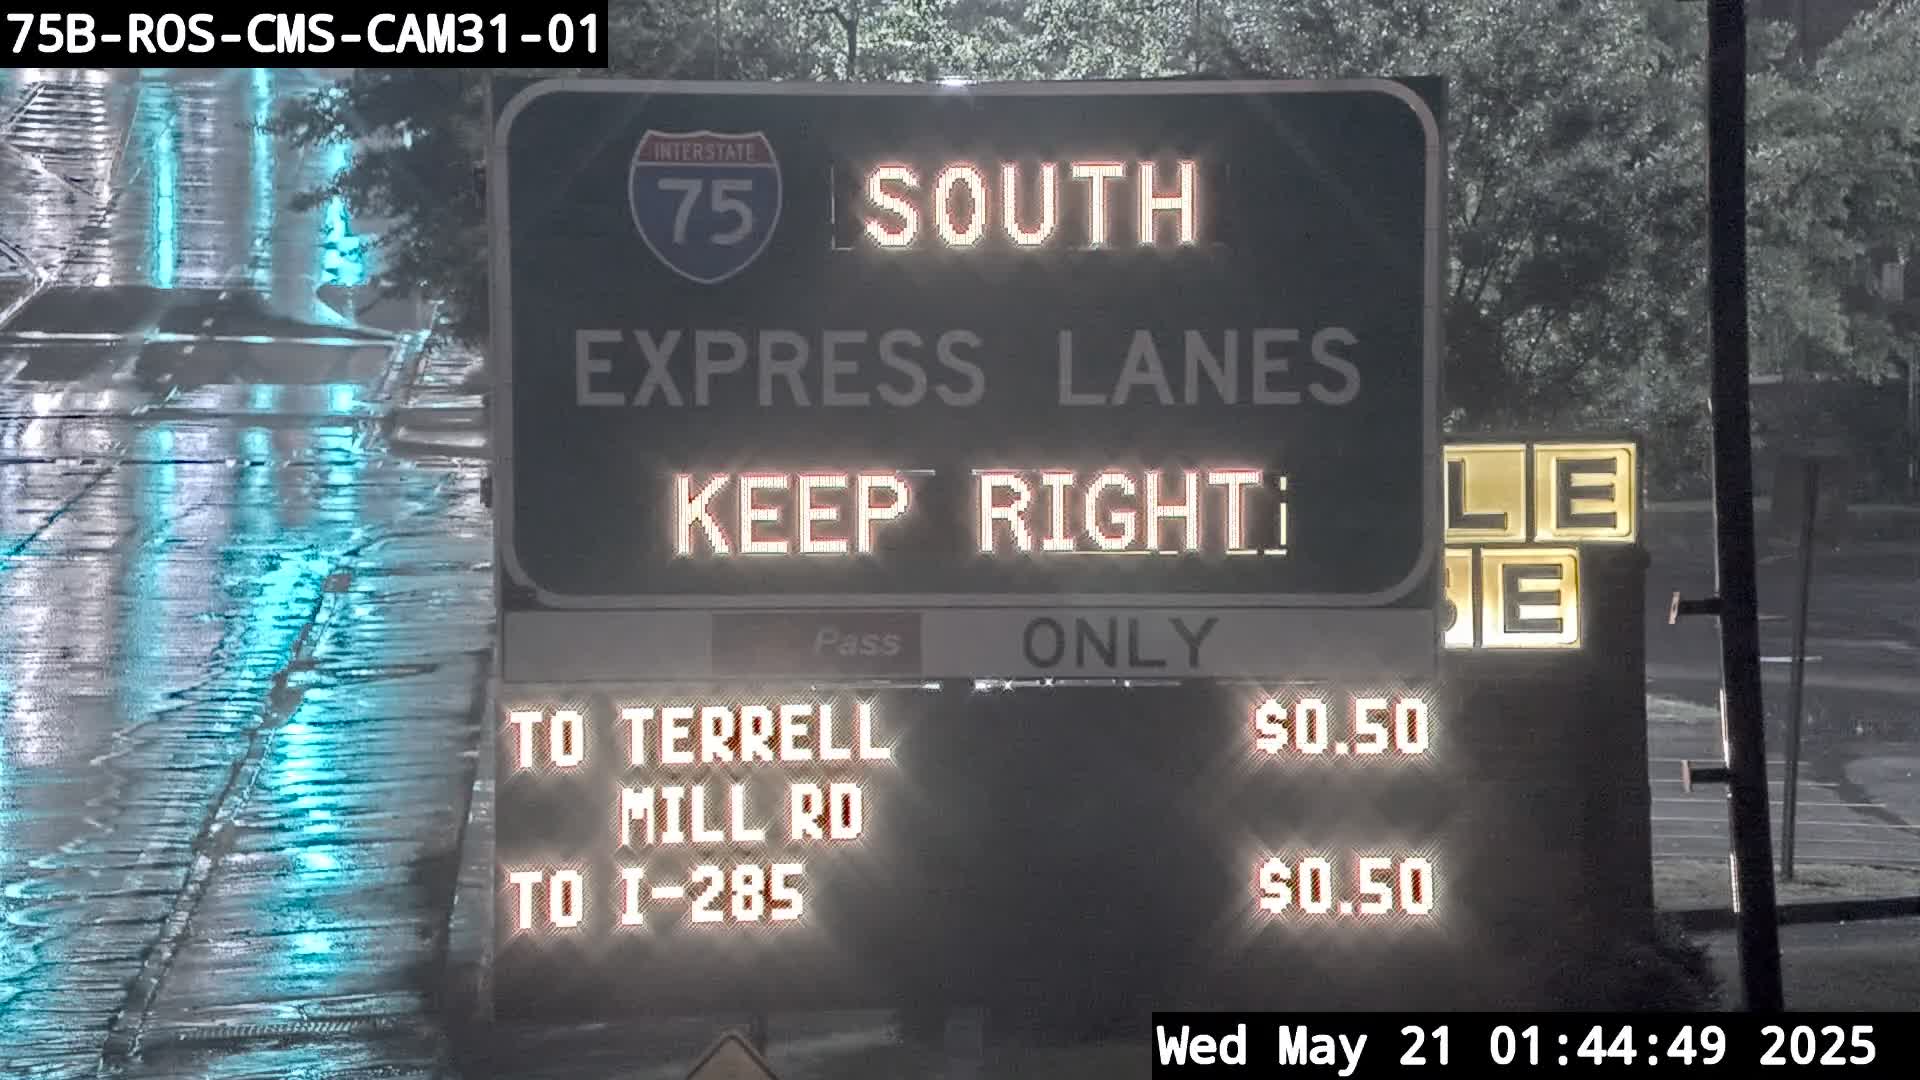 75B-ROS-CMS-CAM31-01
INTERSTATE
75
SOUTH
EXPRESS LANES
KEEP RIGHT
Pass ONLY
LE
E
TO TERRELL $0.50
MILL RD
TO I-285 $0.50
Wed May 21 01:44:49 2025